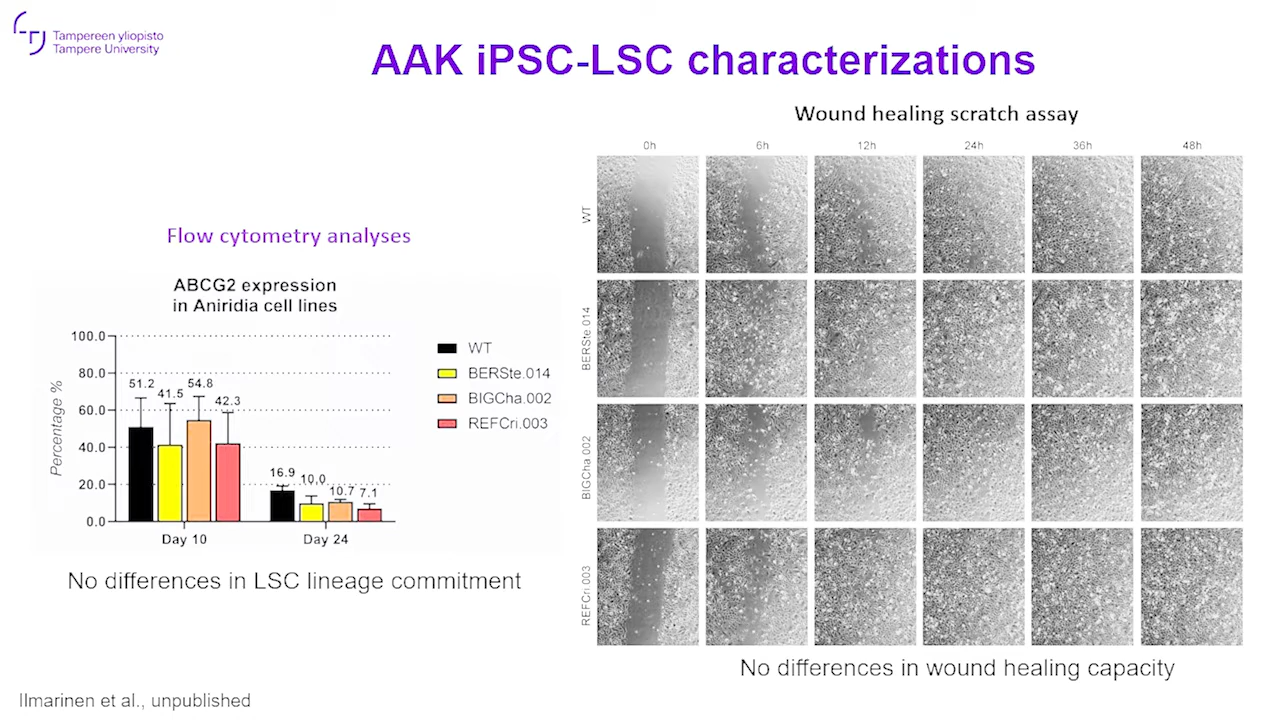 Tampereen yliopisto
Tampere University
AAK iPSC-LSC characterizations
Flow cytometry analyses
ABCG2 expression
in Aniridia cell lines
Percentage %
100.0
80.0
60.0
40.0
20.0
0.0
51.2
41.5
54.8
42.3
16.9
10.0
10.7
7.1
Day 10
Day 24
WT
BERSte.014
BIGCha.002
REFCri.003
No differences in LSC lineage commitment
Wound healing scratch assay
0h
6h
12h
24h
36h
48h
WT
BERSte 014
BIGCha 002
REFCri 003
No differences in wound healing capacity
Ilmarinen et al., unpublished